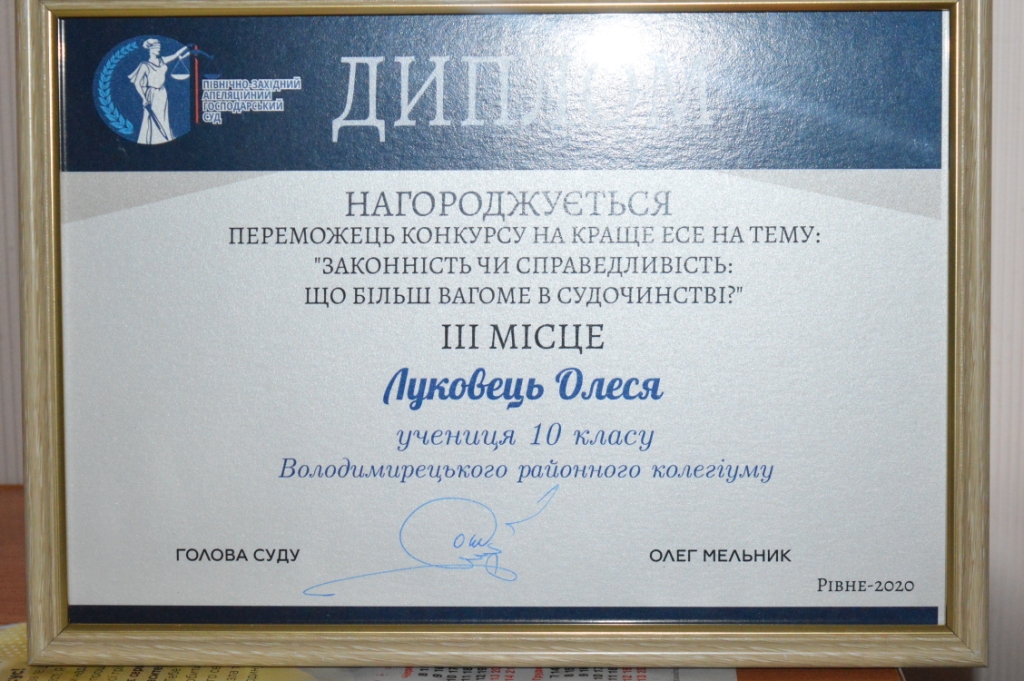 ПІВНІЧНО-ЗАХІДНИЙ
АПЕЛЯЦІЙНИЙ
ГОСПОДАРСЬКИЙ
СУД
ДИПЛОМ
НАГОРОДЖУЄТЬСЯ
ПЕРЕМОЖЕЦЬ КОНКУРСУ НА КРАЩЕ ЕСЕ НА ТЕМУ:
"ЗАКОННІСТЬ ЧИ СПРАВЕДЛИВІСТЬ:
ЩО БІЛЬШ ВАГОМЕ В СУДОЧИНСТВІ?"
ІІІ МІСЦЕ
Луковець Олеся
учениця 10 класу
Володимирецького районного колегіуму
ГОЛОВА СУДУ
ОЛЕГ МЕЛЬНИК
РІВНЕ-2020